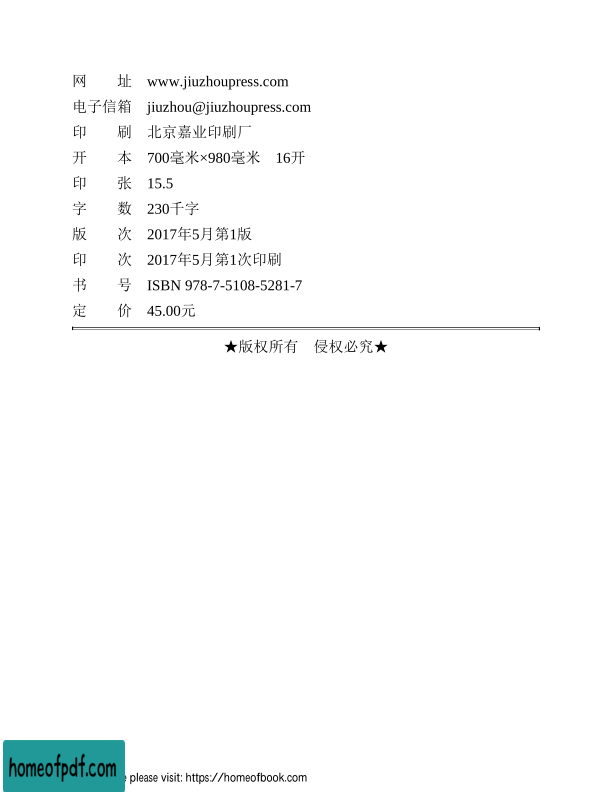 网　　址　www.jiuzhoupress.com
电子信箱　jiuzhou@jiuzhoupress.com
印　　刷　北京嘉业印刷厂
开　　本　700毫米×980毫米　16开
印　　张　15.5
字　　数　230千字
版　　次　2017年5月第1版
印　　次　2017年5月第1次印刷
书　　号　ISBN 978-7-5108-5281-7
定　　价　45.00元
★版权所有　侵权必究★
homeofpdf.com
please visit: https://homeofbook.com